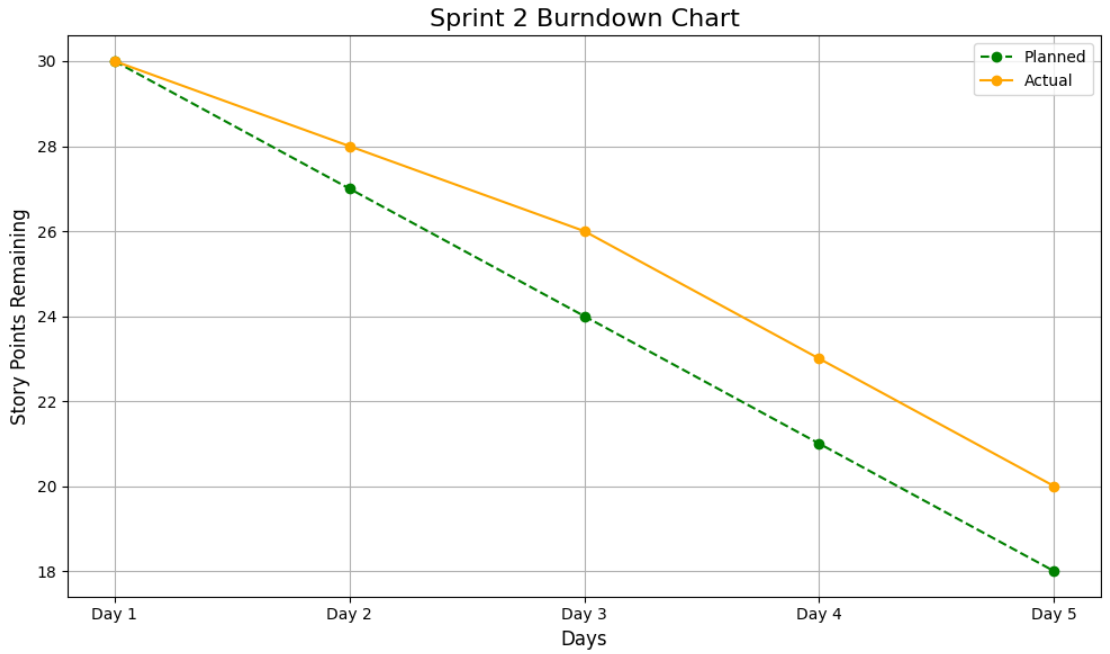 Sprint 2 Burndown Chart
Planned
Actual
Story Points Remaining
30
28
26
24
22
20
18
Day 1
Day 2
Day 3
Day 4
Day 5
Days